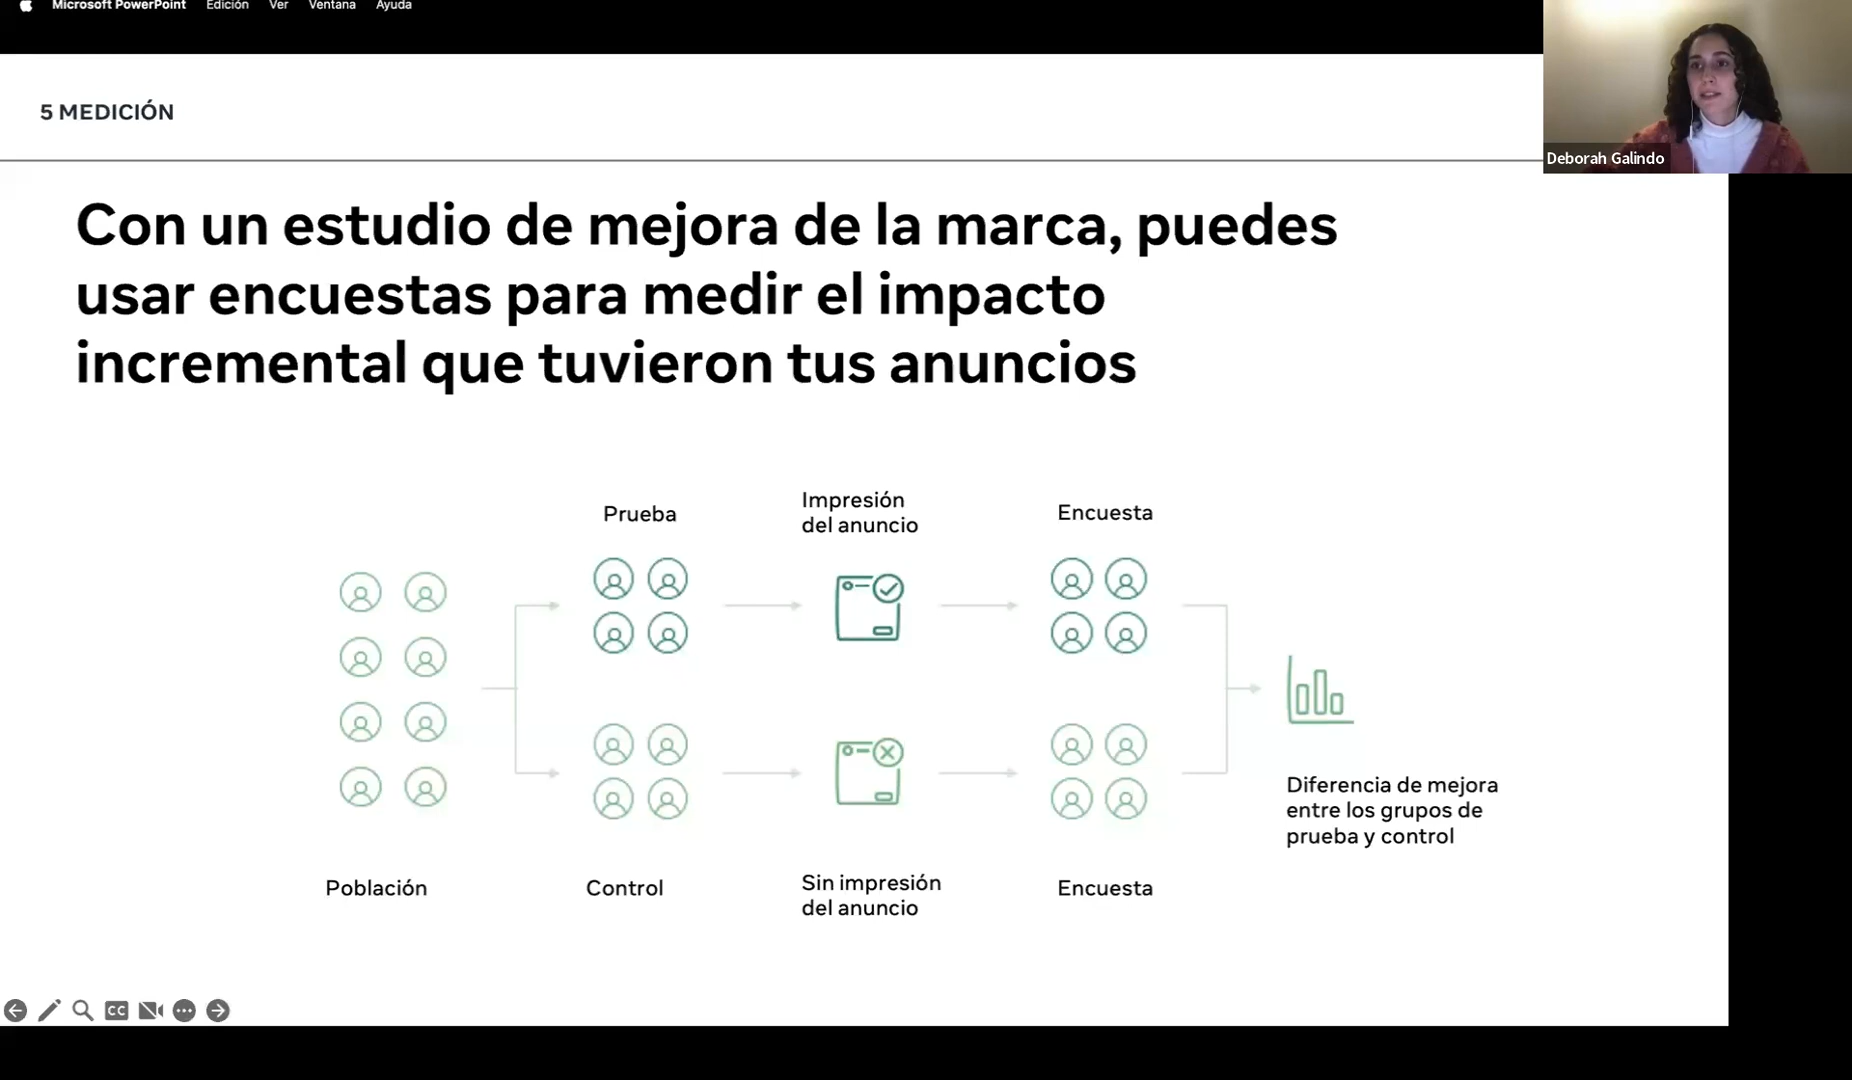 Microsoft PowerPoint Edición Ver Ventana Ayuda
Deborah Galindo
5 MEDICIÓN
Con un estudio de mejora de la marca, puedes
usar encuestas para medir el impacto
incremental que tuvieron tus anuncios
Prueba
Impresión
del anuncio
Encuesta
Población
Control
Sin impresión
del anuncio
Encuesta
Diferencia de mejora
entre los grupos de
prueba y control
CC